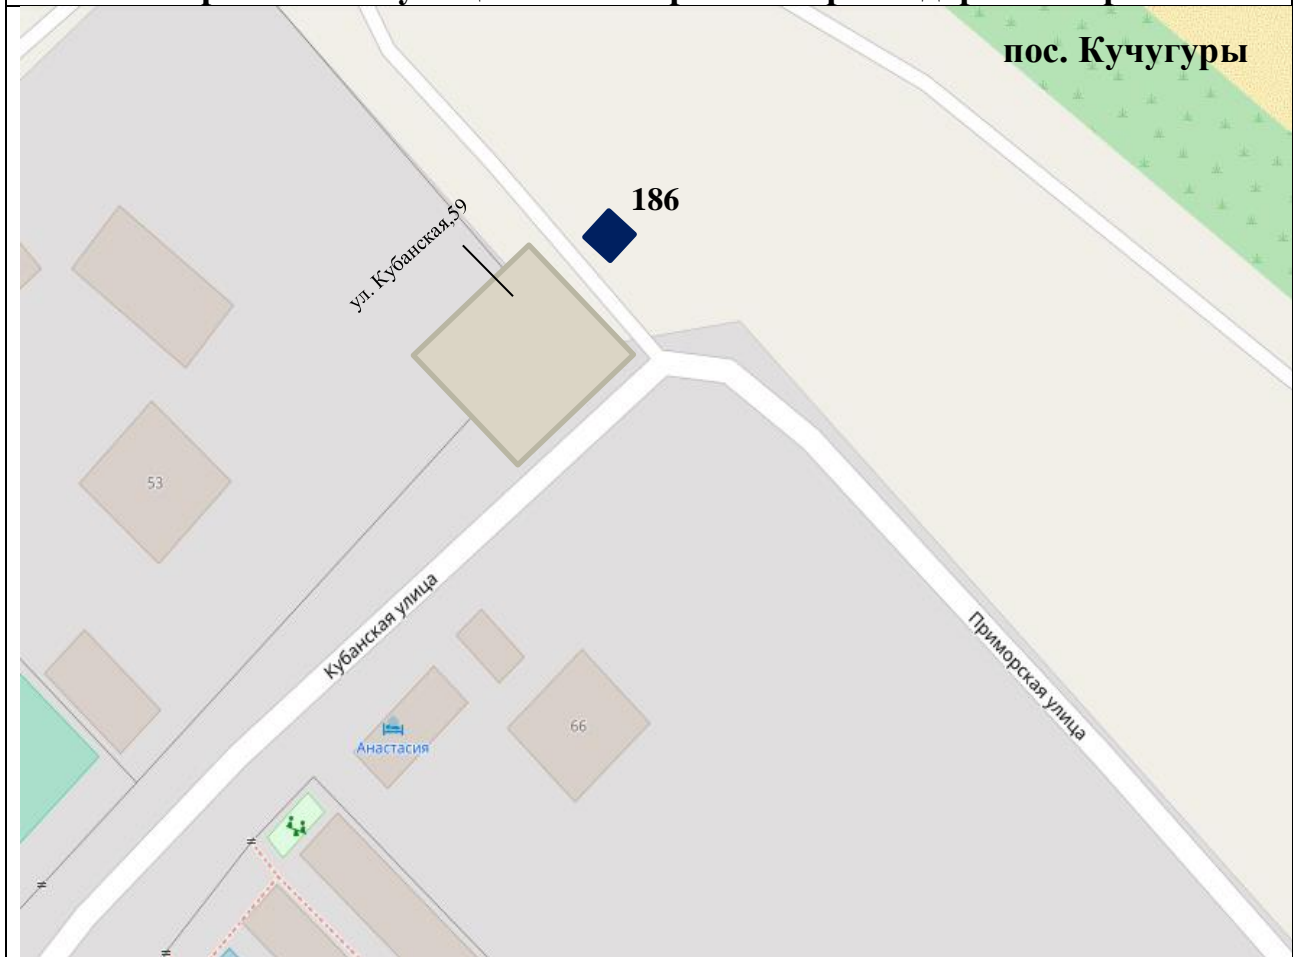 пос. Кучугуры
186
ул. Кубанская,59
53
Кубанская улица
Приморская улица
66
Анастасия